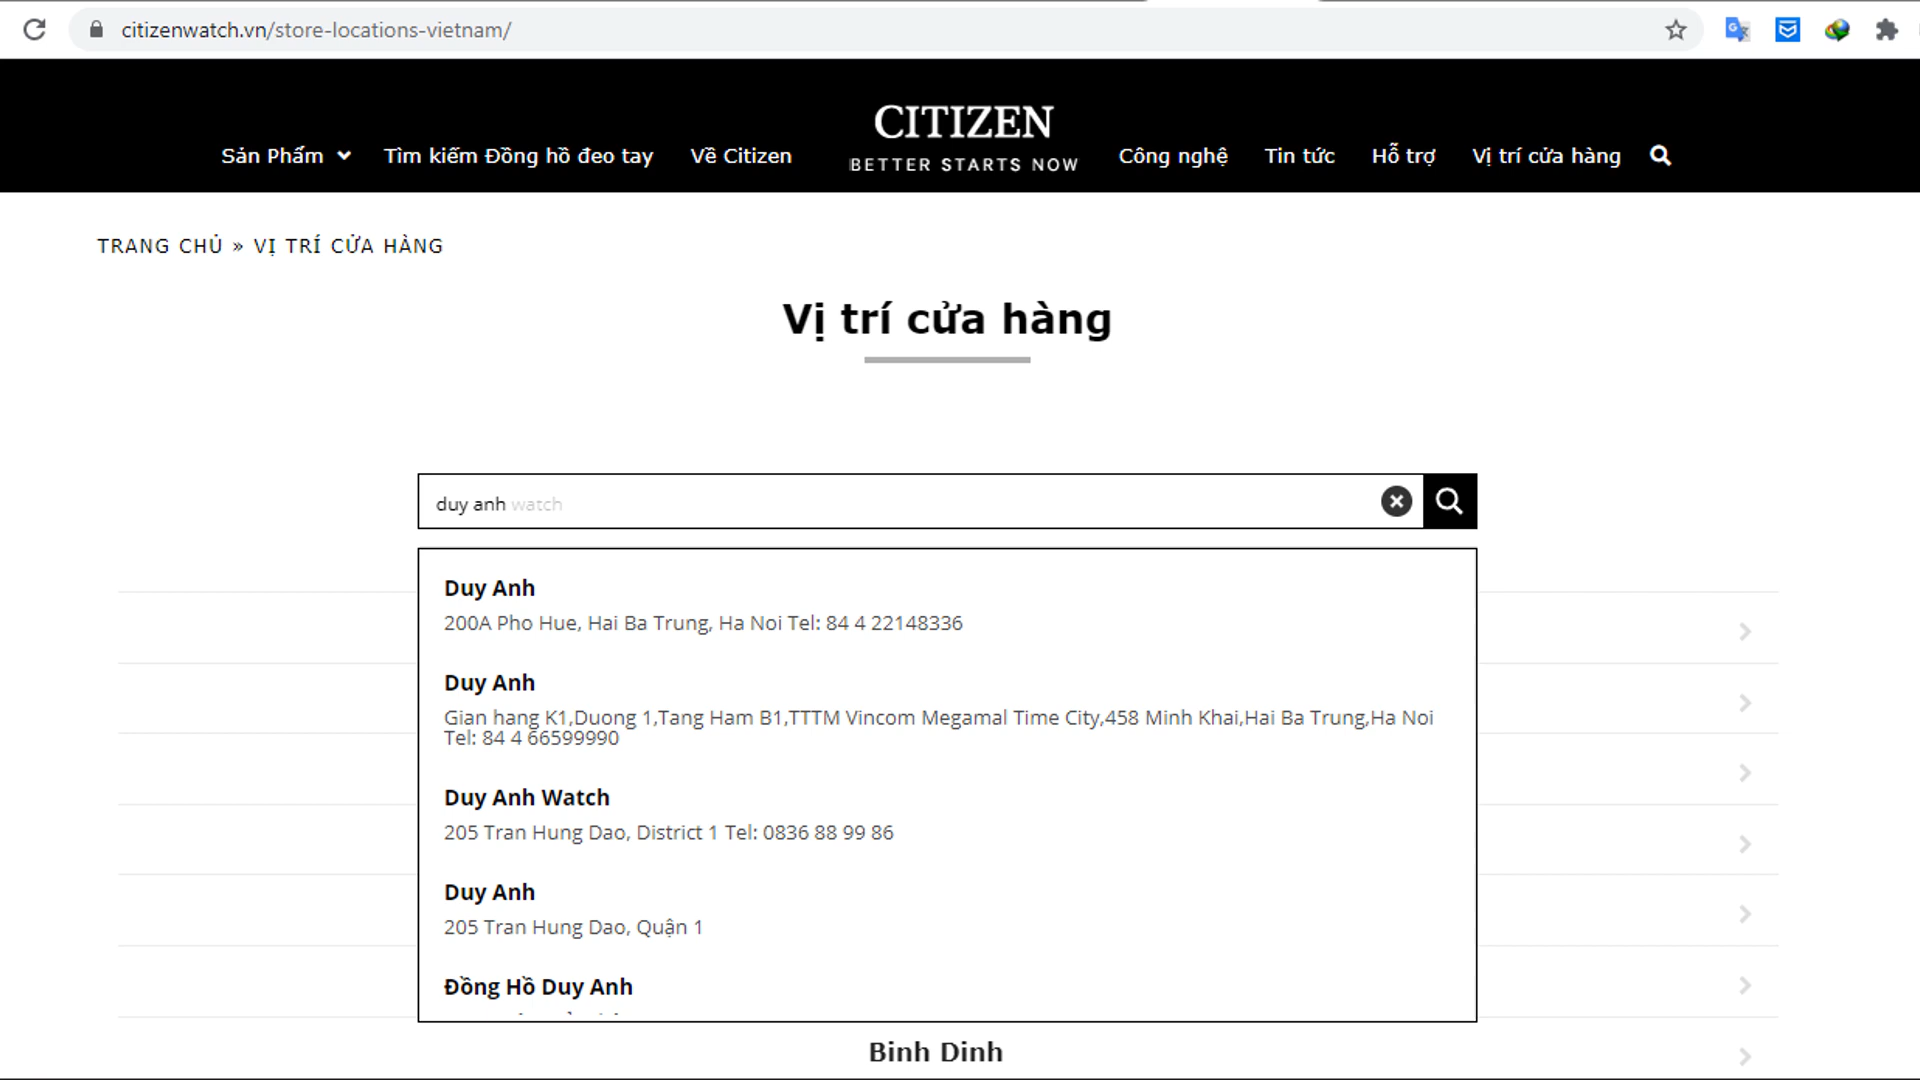 citizenwatch.vn/store-locations-vietnam/
Sản Phẩm
Tìm kiếm Đồng hồ đeo tay
Về Citizen
CITIZEN
BETTER STARTS NOW
Công nghệ
Tin tức
Hỗ trợ
Vị trí cửa hàng
TRANG CHỦ » VỊ TRÍ CỬA HÀNG
Vị trí cửa hàng
duy anh watch
Duy Anh
200A Pho Hue, Hai Ba Trung, Ha Noi Tel: 84 4 22148336
Duy Anh
Gian hang K1,Duong 1,Tang Ham B1,TTTM Vincom Megamal Time City,458 Minh Khai,Hai Ba Trung,Ha Noi
Tel: 84 4 66599990
Duy Anh Watch
205 Tran Hung Dao, District 1 Tel: 0836 88 99 86
Duy Anh
205 Tran Hung Dao, Quận 1
Đồng Hồ Duy Anh
Binh Dinh